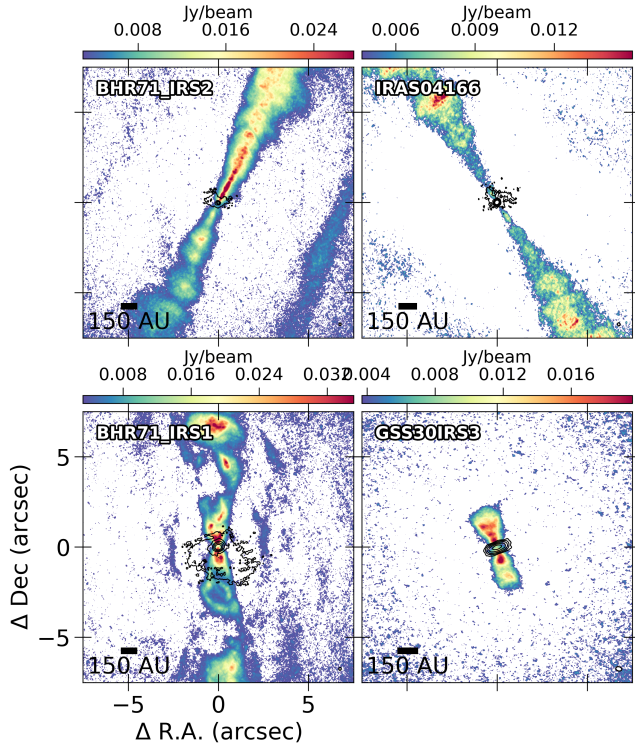 Jy/beam Jy/beam
0.008 0.016 0.024 0.006 0.009 0.012
BHR71_IRS2 IRAS04166
150 AU 150 AU
Jy/beam Jy/beam
0.008 0.016 0.024 0.032 0.004 0.008 0.012 0.016
BHR71_IRS1 GSS30IRS3
5
0
−5
Δ Dec (arcsec)
150 AU 150 AU
−5 0 5
Δ R.A. (arcsec)